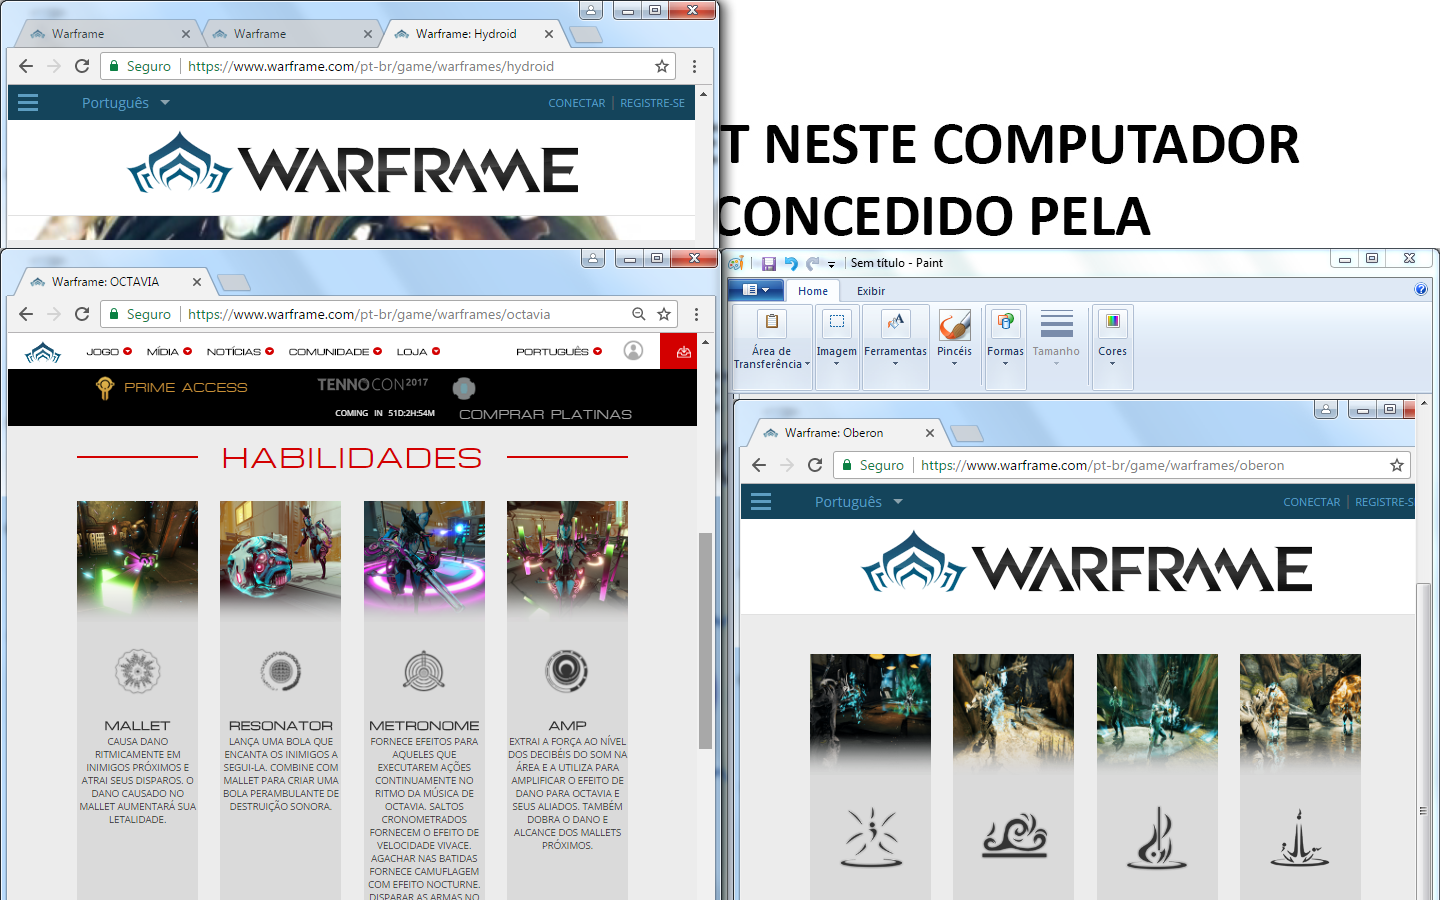 Warframe
Warframe
Warframe: Hydroid
Seguro
https://www.warframe.com/pt-br/game/warframes/hydroid
Português
CONECTAR
REGISTRE-SE
WARFRAME
T NESTE COMPUTADOR
CONCEDIDO PELA
Warframe: OCTAVIA
Seguro
https://www.warframe.com/pt-br/game/warframes/octavia
JOGO
MÍDIA
NOTÍCIAS
COMUNIDADE
LOJA
PORTUGUÊS
PRIME ACCESS
TENNOCON2017
COMING IN 51D:2H:54M
COMPRAR PLATINAS
HABILIDADES
MALLET
CAUSA DANO
RITMICAMENTE EM
INIMIGOS PRÓXIMOS E
ATRAI SEUS DISPAROS. O
DANO CAUSADO NO
MALLET AUMENTARÁ SUA
LETALIDADE.
RESONATOR
LANÇA UMA BOLA QUE
ENCANTA OS INIMIGOS A
SEGUI-LA. COMBINE COM
MALLET PARA CRIAR UMA
BOLA PERAMBULANTE DE
DESTRUIÇÃO SONORA.
METRONOME
FORNECE EFEITOS PARA
AQUELES QUE
EXECUTAREM AÇÕES
CONTINUAMENTE NO
RITMO DA MÚSICA DE
OCTAVIA. SALTOS
CRONOMETRADOS
FORNECEM O EFEITO DE
VELOCIDADE VIVACE.
AGACHAR NAS BATIDAS
FORNECE CAMUFLAGEM
COM EFEITO NOCTURNE.
DISPARAR AS ARMAS NO
AMP
EXTRAI A FORÇA AO NÍVEL
DOS DECIBÉIS DO SOM NA
ÁREA E A UTILIZA PARA
AMPLIFICAR O EFEITO DE
DANO PARA OCTAVIA E
SEUS ALIADOS. TAMBÉM
DOBRA O DANO E
ALCANCE DOS MALLETS
PRÓXIMOS.
Sem título - Paint
Home
Exibir
Área de
Transferência
Imagem
Ferramentas
Pincéis
Formas
Tamanho
Cores
Warframe: Oberon
Seguro
https://www.warframe.com/pt-br/game/warframes/oberon
Português
CONECTAR
REGISTRE-S
WARFRAME